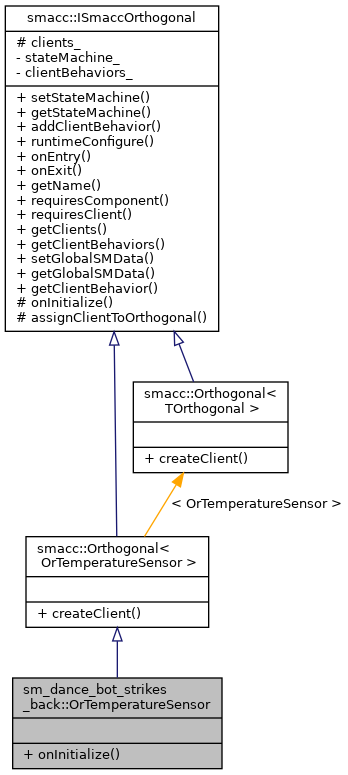 smacc::ISmaccOrthogonal
# clients_
- stateMachine_
- clientBehaviors_
+ setStateMachine()
+ getStateMachine()
+ addClientBehavior()
+ runtimeConfigure()
+ onEntry()
+ onExit()
+ getName()
+ requiresComponent()
+ requiresClient()
+ getClients()
+ getClientBehaviors()
+ setGlobalSMData()
+ getGlobalSMData()
+ getClientBehavior()
# onInitialize()
# assignClientToOrthogonal()
smacc::Orthogonal<
TOrthogonal >
+ createClient()
< OrTemperatureSensor >
smacc::Orthogonal<
OrTemperatureSensor >
+ createClient()
sm_dance_bot_strikes
_back::OrTemperatureSensor
+ onInitialize()